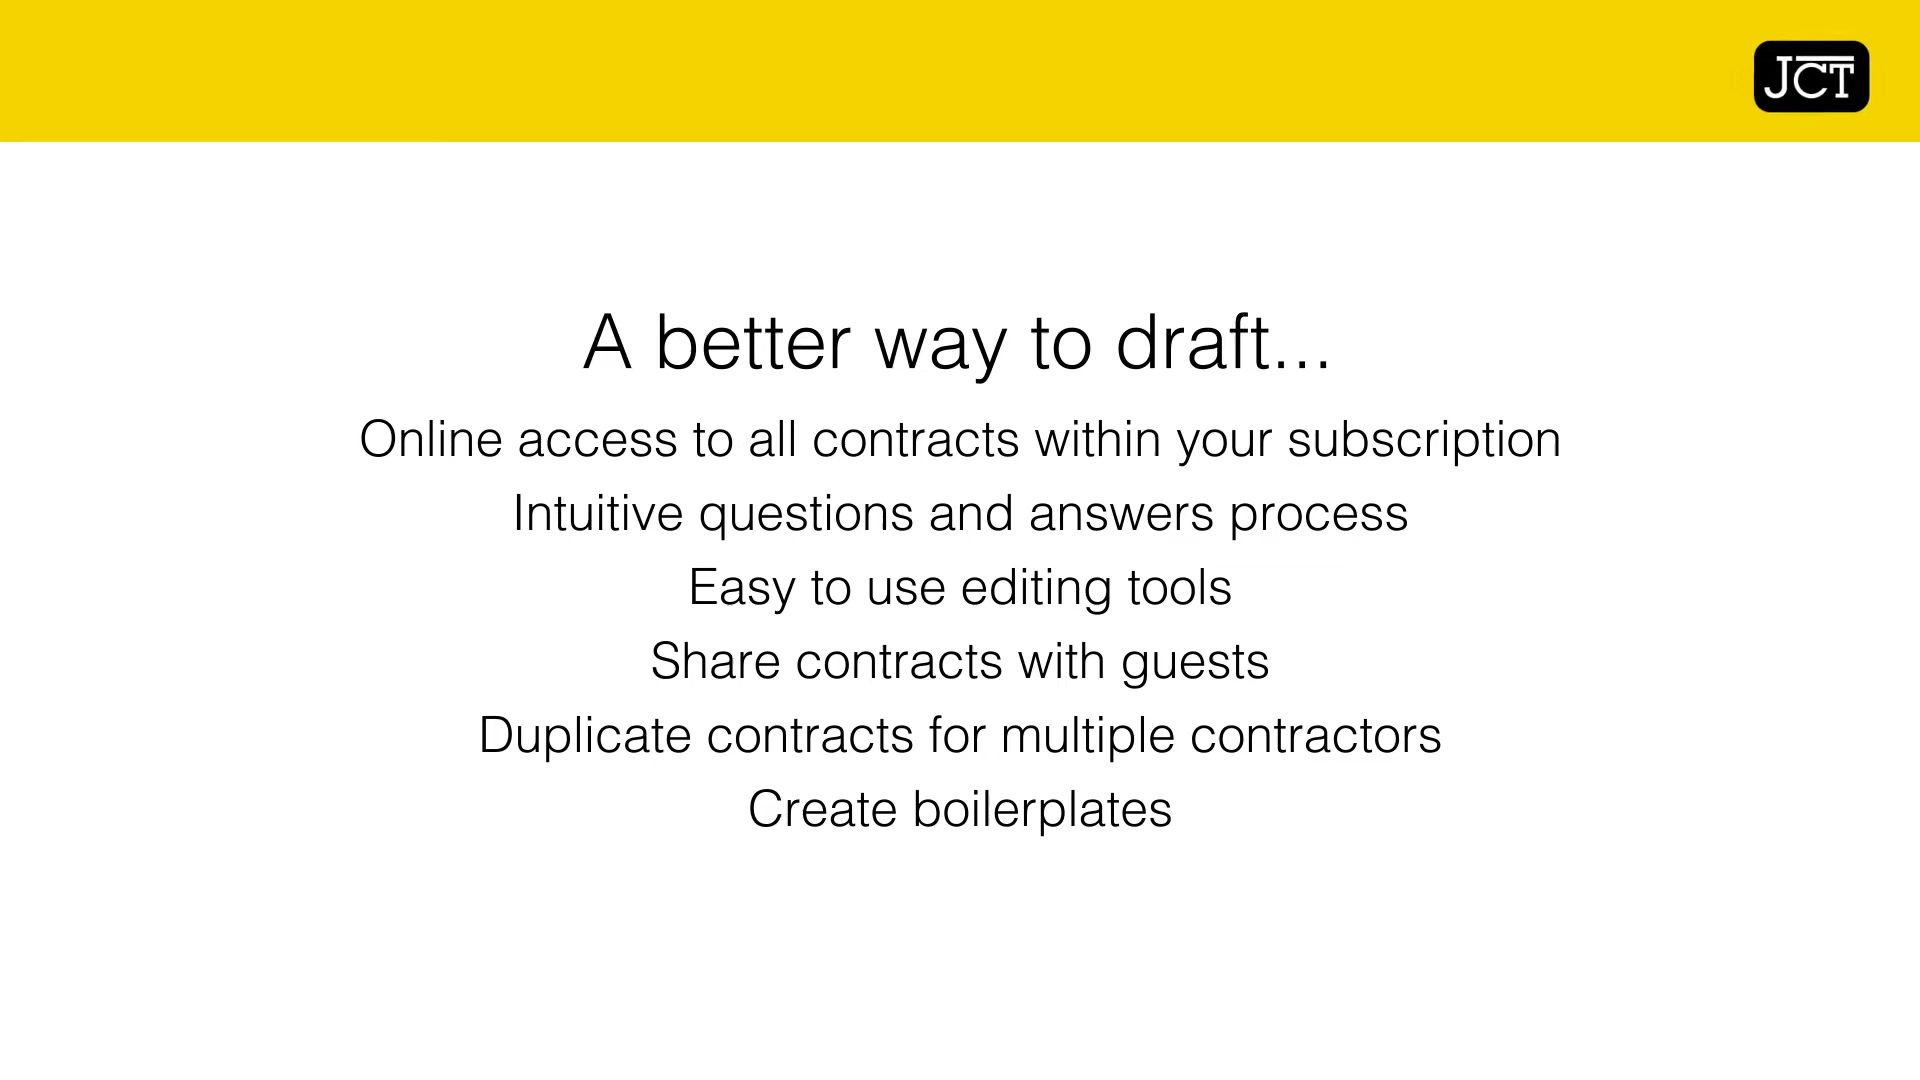 JCT
A better way to draft...
Online access to all contracts within your subscription
Intuitive questions and answers process
Easy to use editing tools
Share contracts with guests
Duplicate contracts for multiple contractors
Create boilerplates